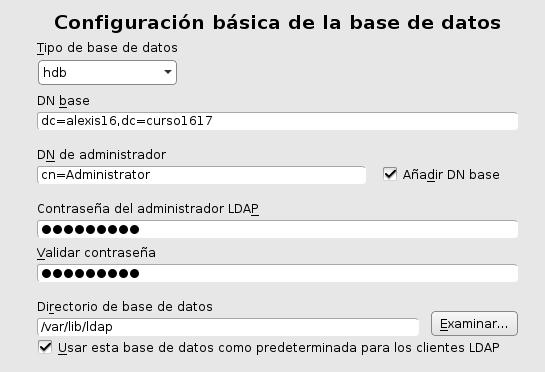 Configuración básica de la base de datos
Tipo de base de datos
hdb
DN base
dc=alexis16,dc=curso1617
DN de administrador
cn=Administrator
Añadir DN base
Contraseña del administrador LDAP
●●●●●●●●●
Validar contraseña
●●●●●●●●●
Directorio de base de datos
/var/lib/ldap
Examinar...
Usar esta base de datos como predeterminada para los clientes LDAP